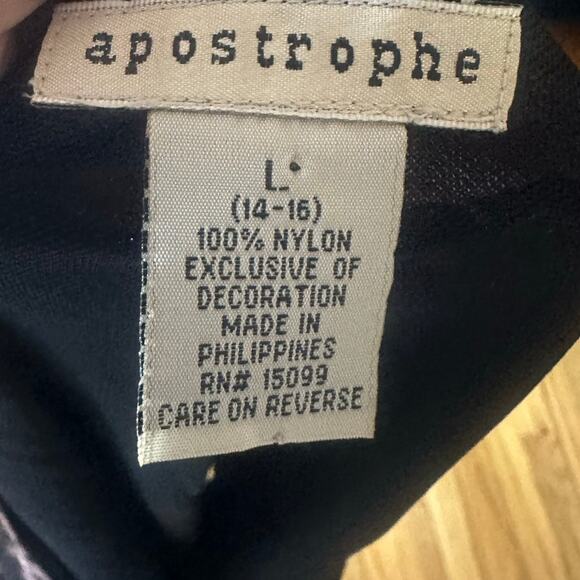 apostrophe
L
(14-16)
100% NYLON
EXCLUSIVE OF
DECORATION
MADE IN
PHILIPPINES
RN# 15099
CARE ON REVERSE